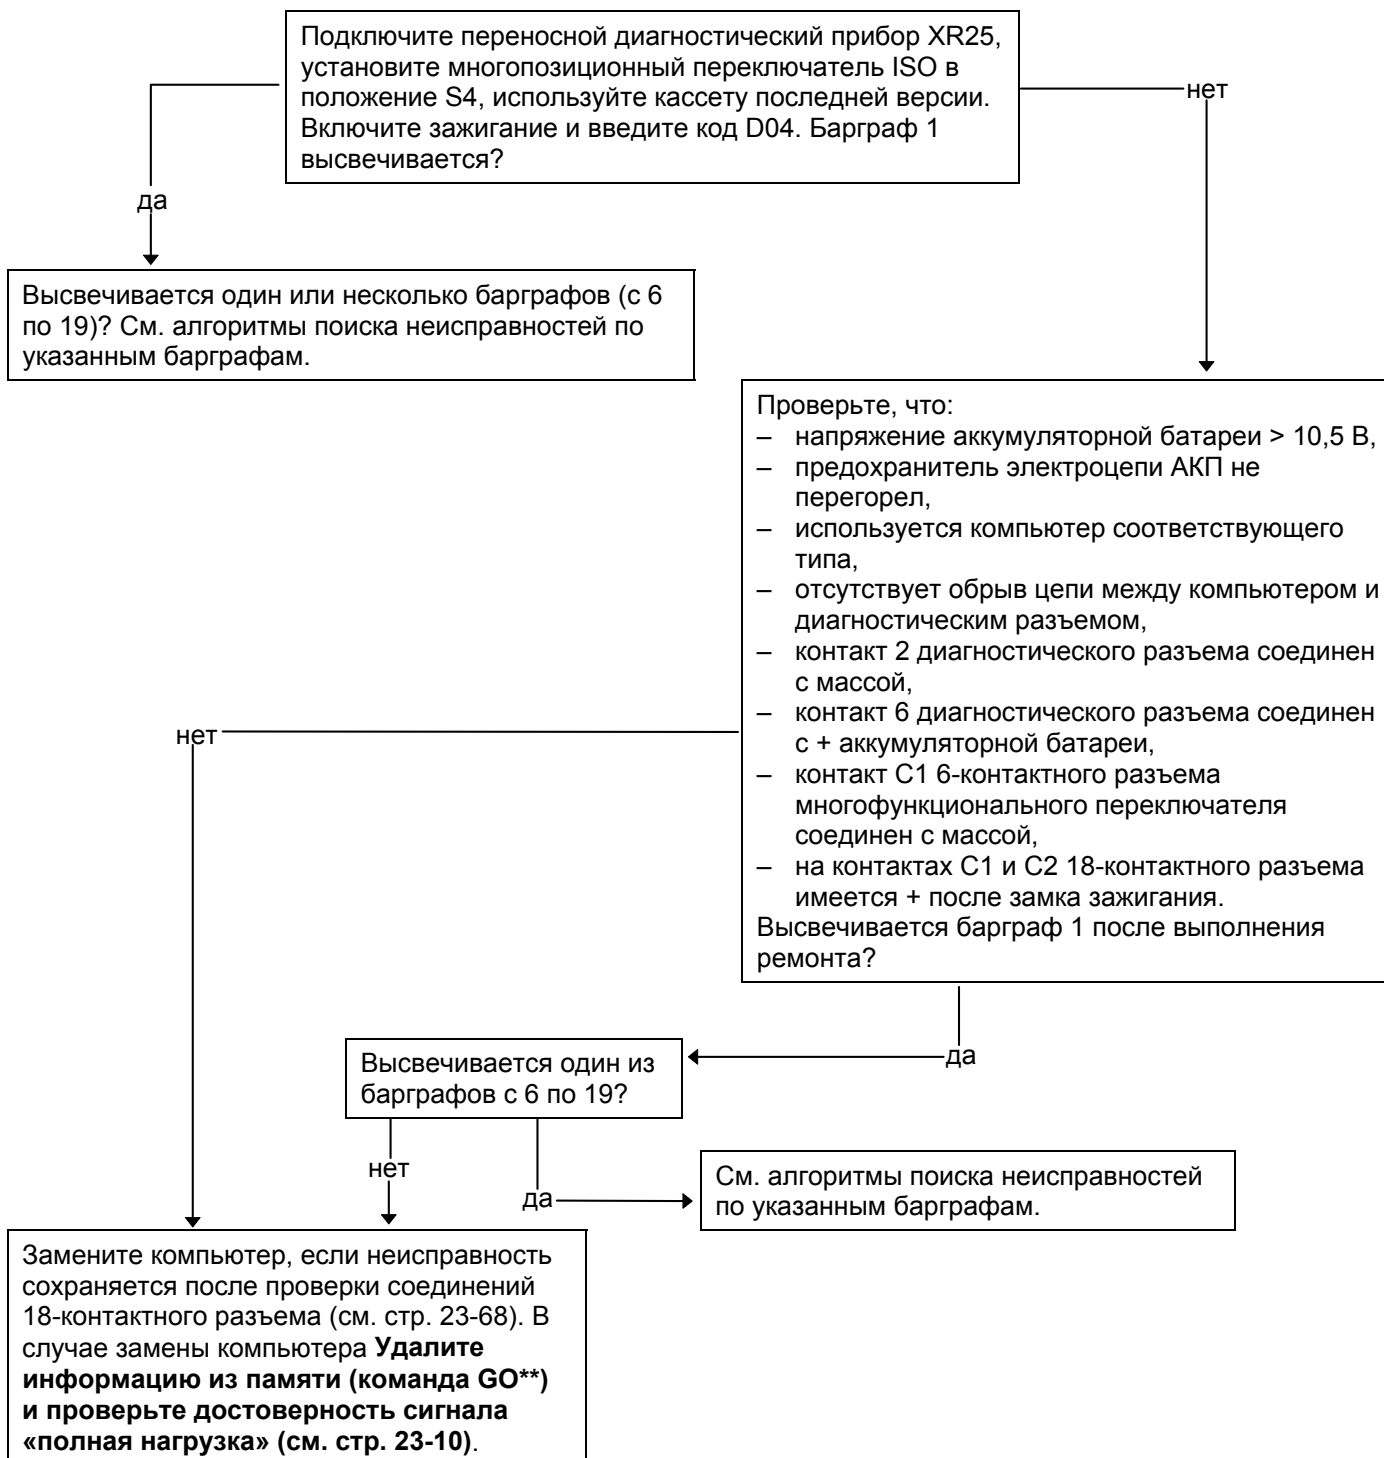 Подключите переносной диагностический прибор XR25,
установите многопозиционный переключатель ISO в
положение S4, используйте кассету последней версии.
Включите зажигание и введите код D04. Барграф 1
высвечивается?
нет
да
Высвечивается один или несколько барграфов (с 6
по 19)? См. алгоритмы поиска неисправностей по
указанным барграфам.
Проверьте, что:
– напряжение аккумуляторной батареи > 10,5 В,
– предохранитель электроцепи АКП не
перегорел,
– используется компьютер соответствующего
типа,
– отсутствует обрыв цепи между компьютером и
диагностическим разъемом,
– контакт 2 диагностического разъема соединен
с массой,
– контакт 6 диагностического разъема соединен
с + аккумуляторной батареи,
– контакт С1 6-контактного разъема
многофункционального переключателя
соединен с массой,
– на контактах С1 и С2 18-контактного разъема
имеется + после замка зажигания.
Высвечивается барграф 1 после выполнения
ремонта?
нет
да
Высвечивается один из
барграфов с 6 по 19?
нет
да
См. алгоритмы поиска неисправностей
по указанным барграфам.
Замените компьютер, если неисправность
сохраняется после проверки соединений
18-контактного разъема (см. стр. 23-68). В
случае замены компьютера Удалите
информацию из памяти (команда GO**)
и проверьте достоверность сигнала
«полная нагрузка» (см. стр. 23-10).